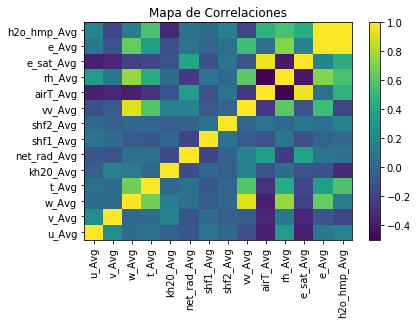 Mapa de Correlaciones
h2o_hmp_Avg
e_Avg
e_sat_Avg
rh_Avg
airT_Avg
vv_Avg
shf2_Avg
shf1_Avg
net_rad_Avg
kh20_Avg
t_Avg
w_Avg
v_Avg
u_Avg
u_Avg
v_Avg
w_Avg
t_Avg
kh20_Avg
net_rad_Avg
shf1_Avg
shf2_Avg
vv_Avg
airT_Avg
rh_Avg
e_sat_Avg
e_Avg
h2o_hmp_Avg
1.0
0.8
0.6
0.4
0.2
0.0
−0.2
−0.4